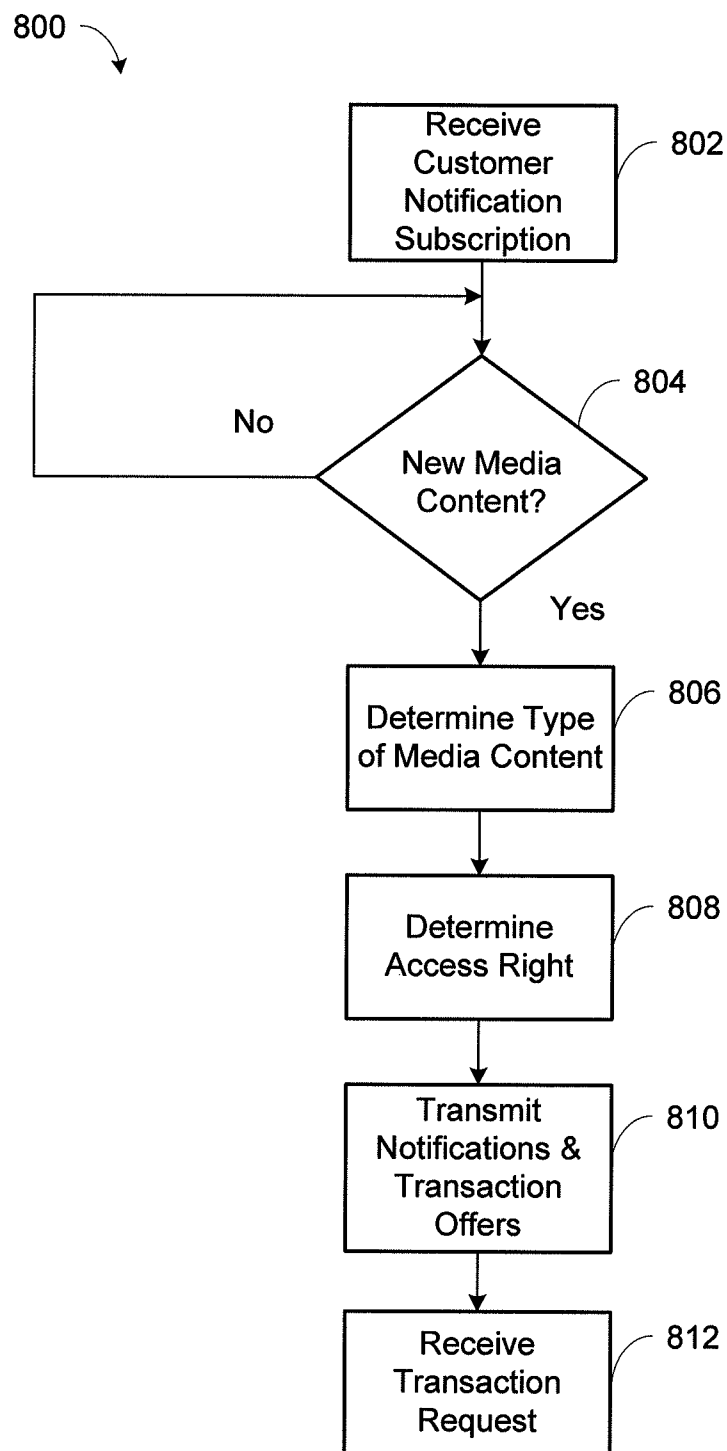 800
Receive
Customer
Notification
Subscription
802
804
No
New Media
Content?
Yes
806
Determine Type
of Media Content
808
Determine
Access Right
Transmit
Notifications &
Transaction
Offers
810
Receive
Transaction
Request
812